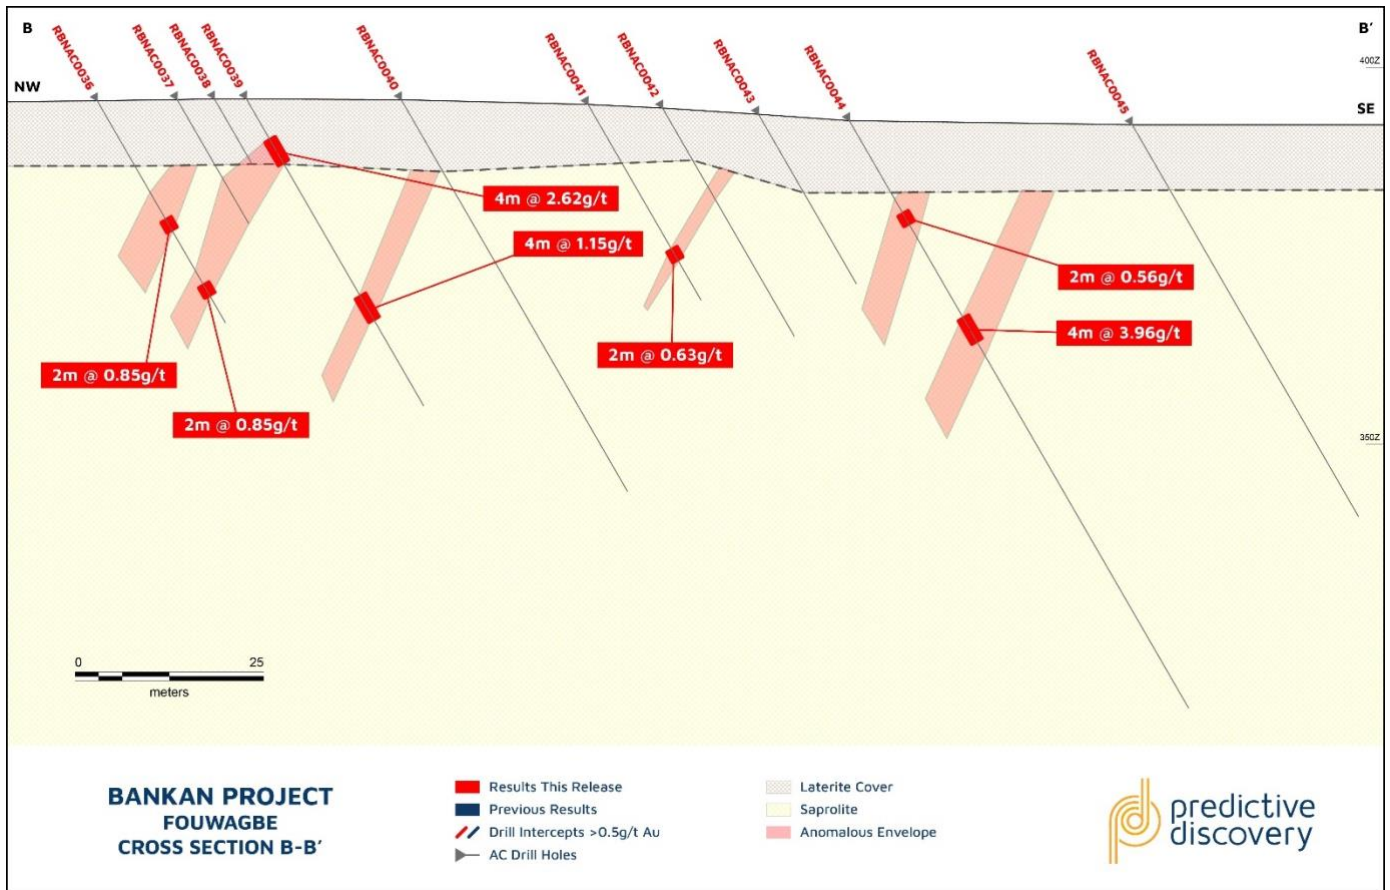 B
B′
RBNAC0036
RBNAC0037
RBNAC0038
RBNAC0039
RBNAC0040
RBNAC0041
RBNAC0042
RBNAC0043
RBNAC0044
RBNAC0045
400Z
NW
SE
4m @ 2.62g/t
4m @ 1.15g/t
2m @ 0.56g/t
4m @ 3.96g/t
2m @ 0.63g/t
2m @ 0.85g/t
2m @ 0.85g/t
350Z
0 25
meters
BANKAN PROJECT
FOUWAGBE
CROSS SECTION B-B′
Results This Release
Previous Results
Drill Intercepts >0.5g/t Au
AC Drill Holes
Laterite Cover
Saprolite
Anomalous Envelope
predictive
discovery